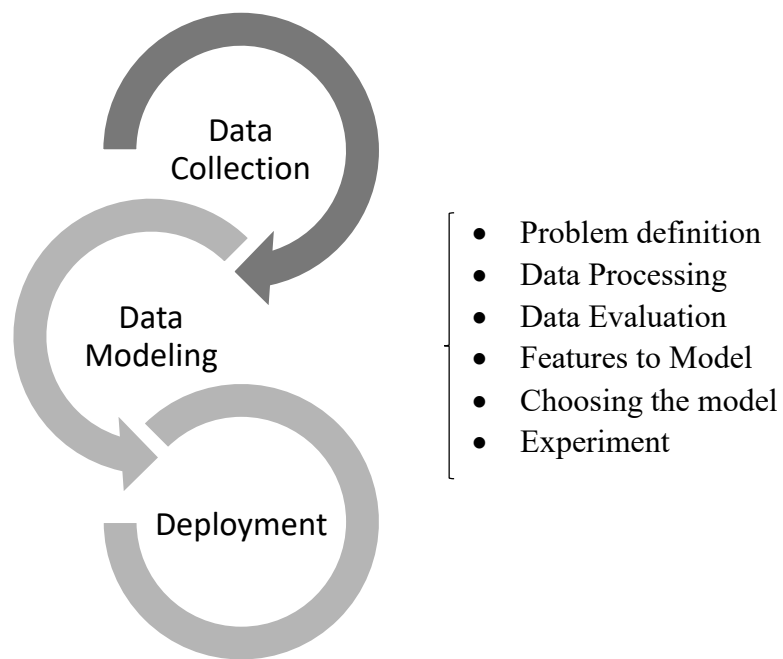 Data
Collection
Data
Modeling
Deployment
• Problem definition
• Data Processing
• Data Evaluation
• Features to Model
• Choosing the model
• Experiment